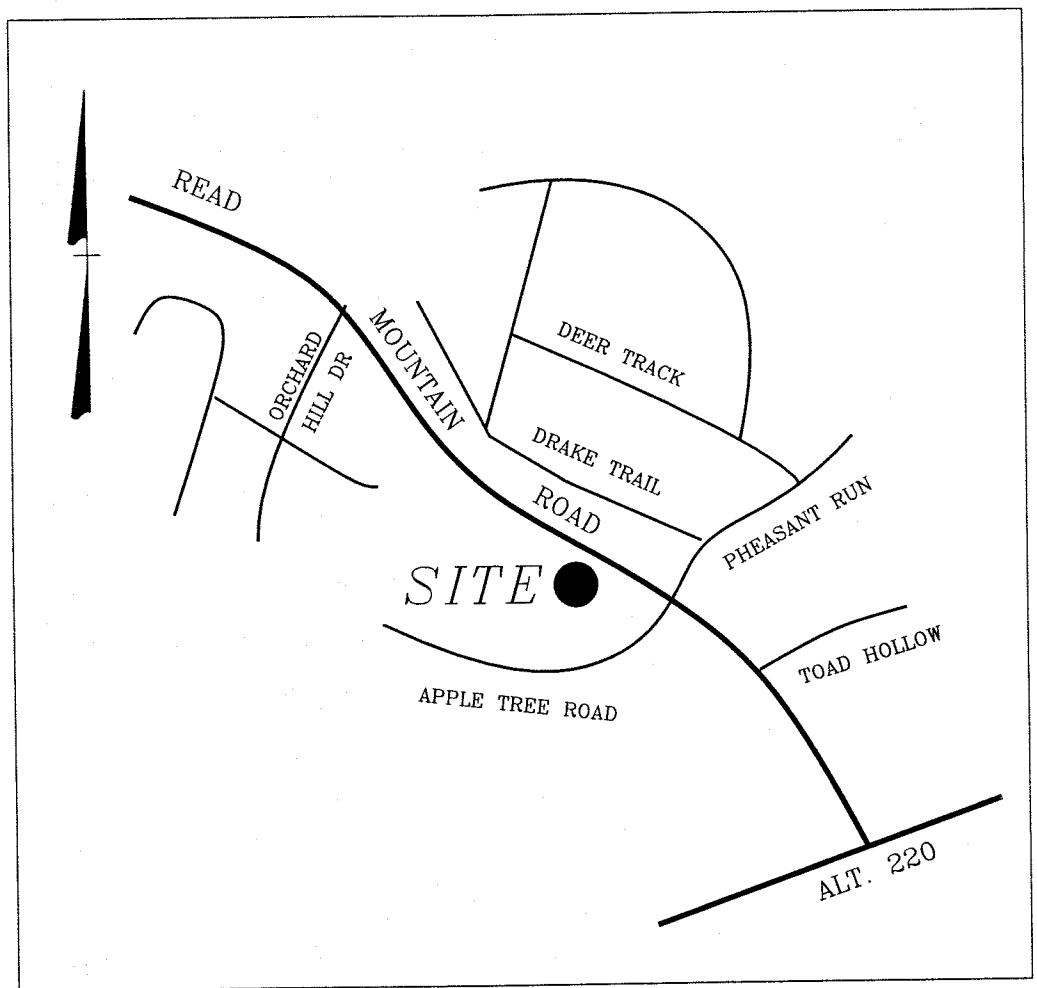 READ
MOUNTAIN
ROAD
ORCHARD
HILL DR
DEER TRACK
DRAKE TRAIL
PHEASANT RUN
SITE
TOAD HOLLOW
APPLE TREE ROAD
ALT. 220